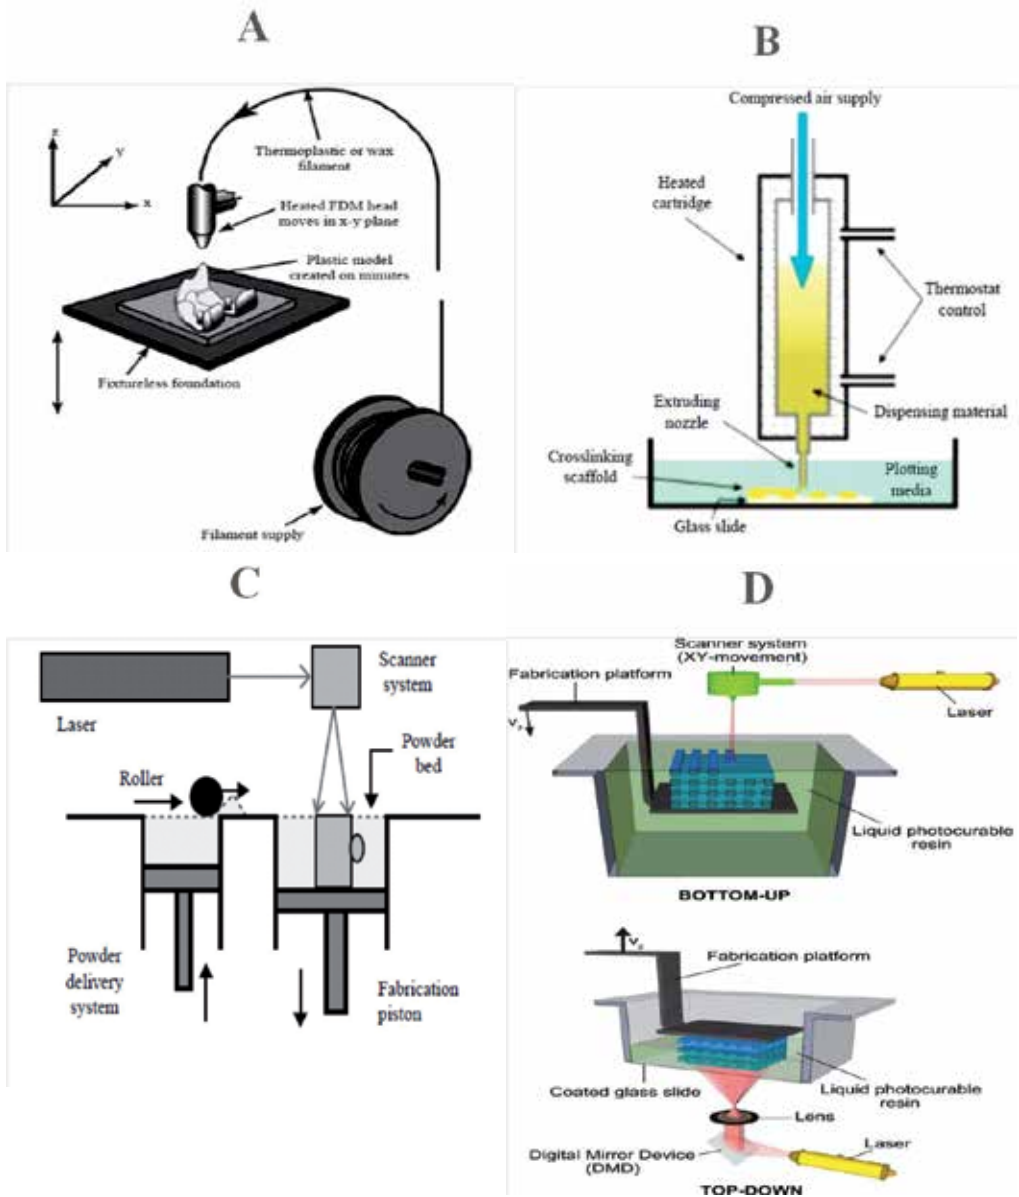 A
z
y
x
Thermoplastic or wax
filament
Heated FDM head
moves in x-y plane
Plastic model
created on minutes
Fixtureless foundation
Filament supply
B
Compressed air supply
Heated
cartridge
Thermostat
control
Extruding
nozzle
Dispensing material
Crosslinking
scaffold
Plotting
media
Glass slide
C
Laser
Scanner
system
Powder
bed
Roller
Powder
delivery
system
Fabrication
piston
D
Scanner system
(XY-movement)
Fabrication platform
Laser
Vz
Liquid photocurable
resin
BOTTOM-UP
Vz
Fabrication platform
Coated glass slide
Liquid photocurable
resin
Lens
Digital Mirror Device
(DMD)
Laser
TOP-DOWN